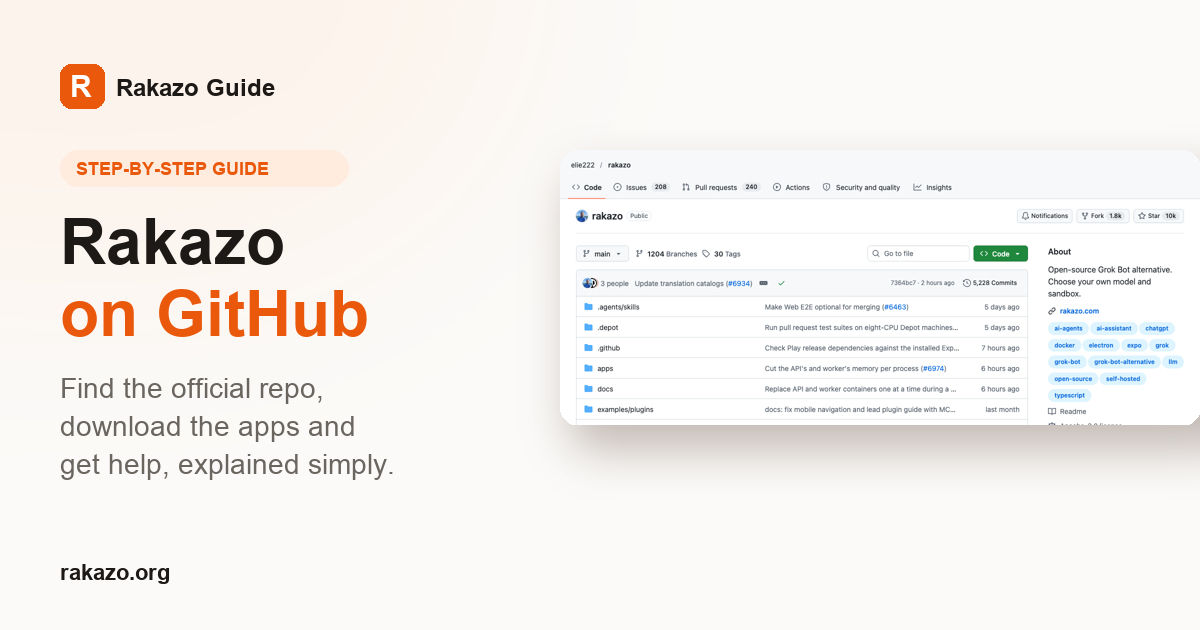 R Rakazo Guide
STEP-BY-STEP GUIDE
Rakazo
on GitHub
Find the official repo,
download the apps and
get help, explained simply.
rakazo.org
elie222 / rakazo
Code Issues 208 Pull requests 240 Actions Security and quality Insights
rakazo Public Notifications Fork 1.8k Star 10k
main 1204 Branches 30 Tags Go to file Code
3 people Update translation catalogs (#6934) 7364bc7 · 2 hours ago 5,228 Commits
.agents/skills Make Web E2E optional for merging (#6463) 5 days ago
.depot Run pull request test suites on eight-CPU Depot machines… 5 days ago
.github Check Play release dependencies against the installed Exp… 7 hours ago
apps Cut the API's and worker's memory per process (#6974) 6 hours ago
docs Replace API and worker containers one at a time during a … 6 hours ago
examples/plugins docs: fix mobile navigation and lead plugin guide with MC… last month
About
Open-source Grok Bot alternative.
Choose your own model and
sandbox.
rakazo.com
ai-agents ai-assistant chatgpt
docker electron expo grok
grok-bot grok-bot-alternative llm
open-source self-hosted
typescript
Readme